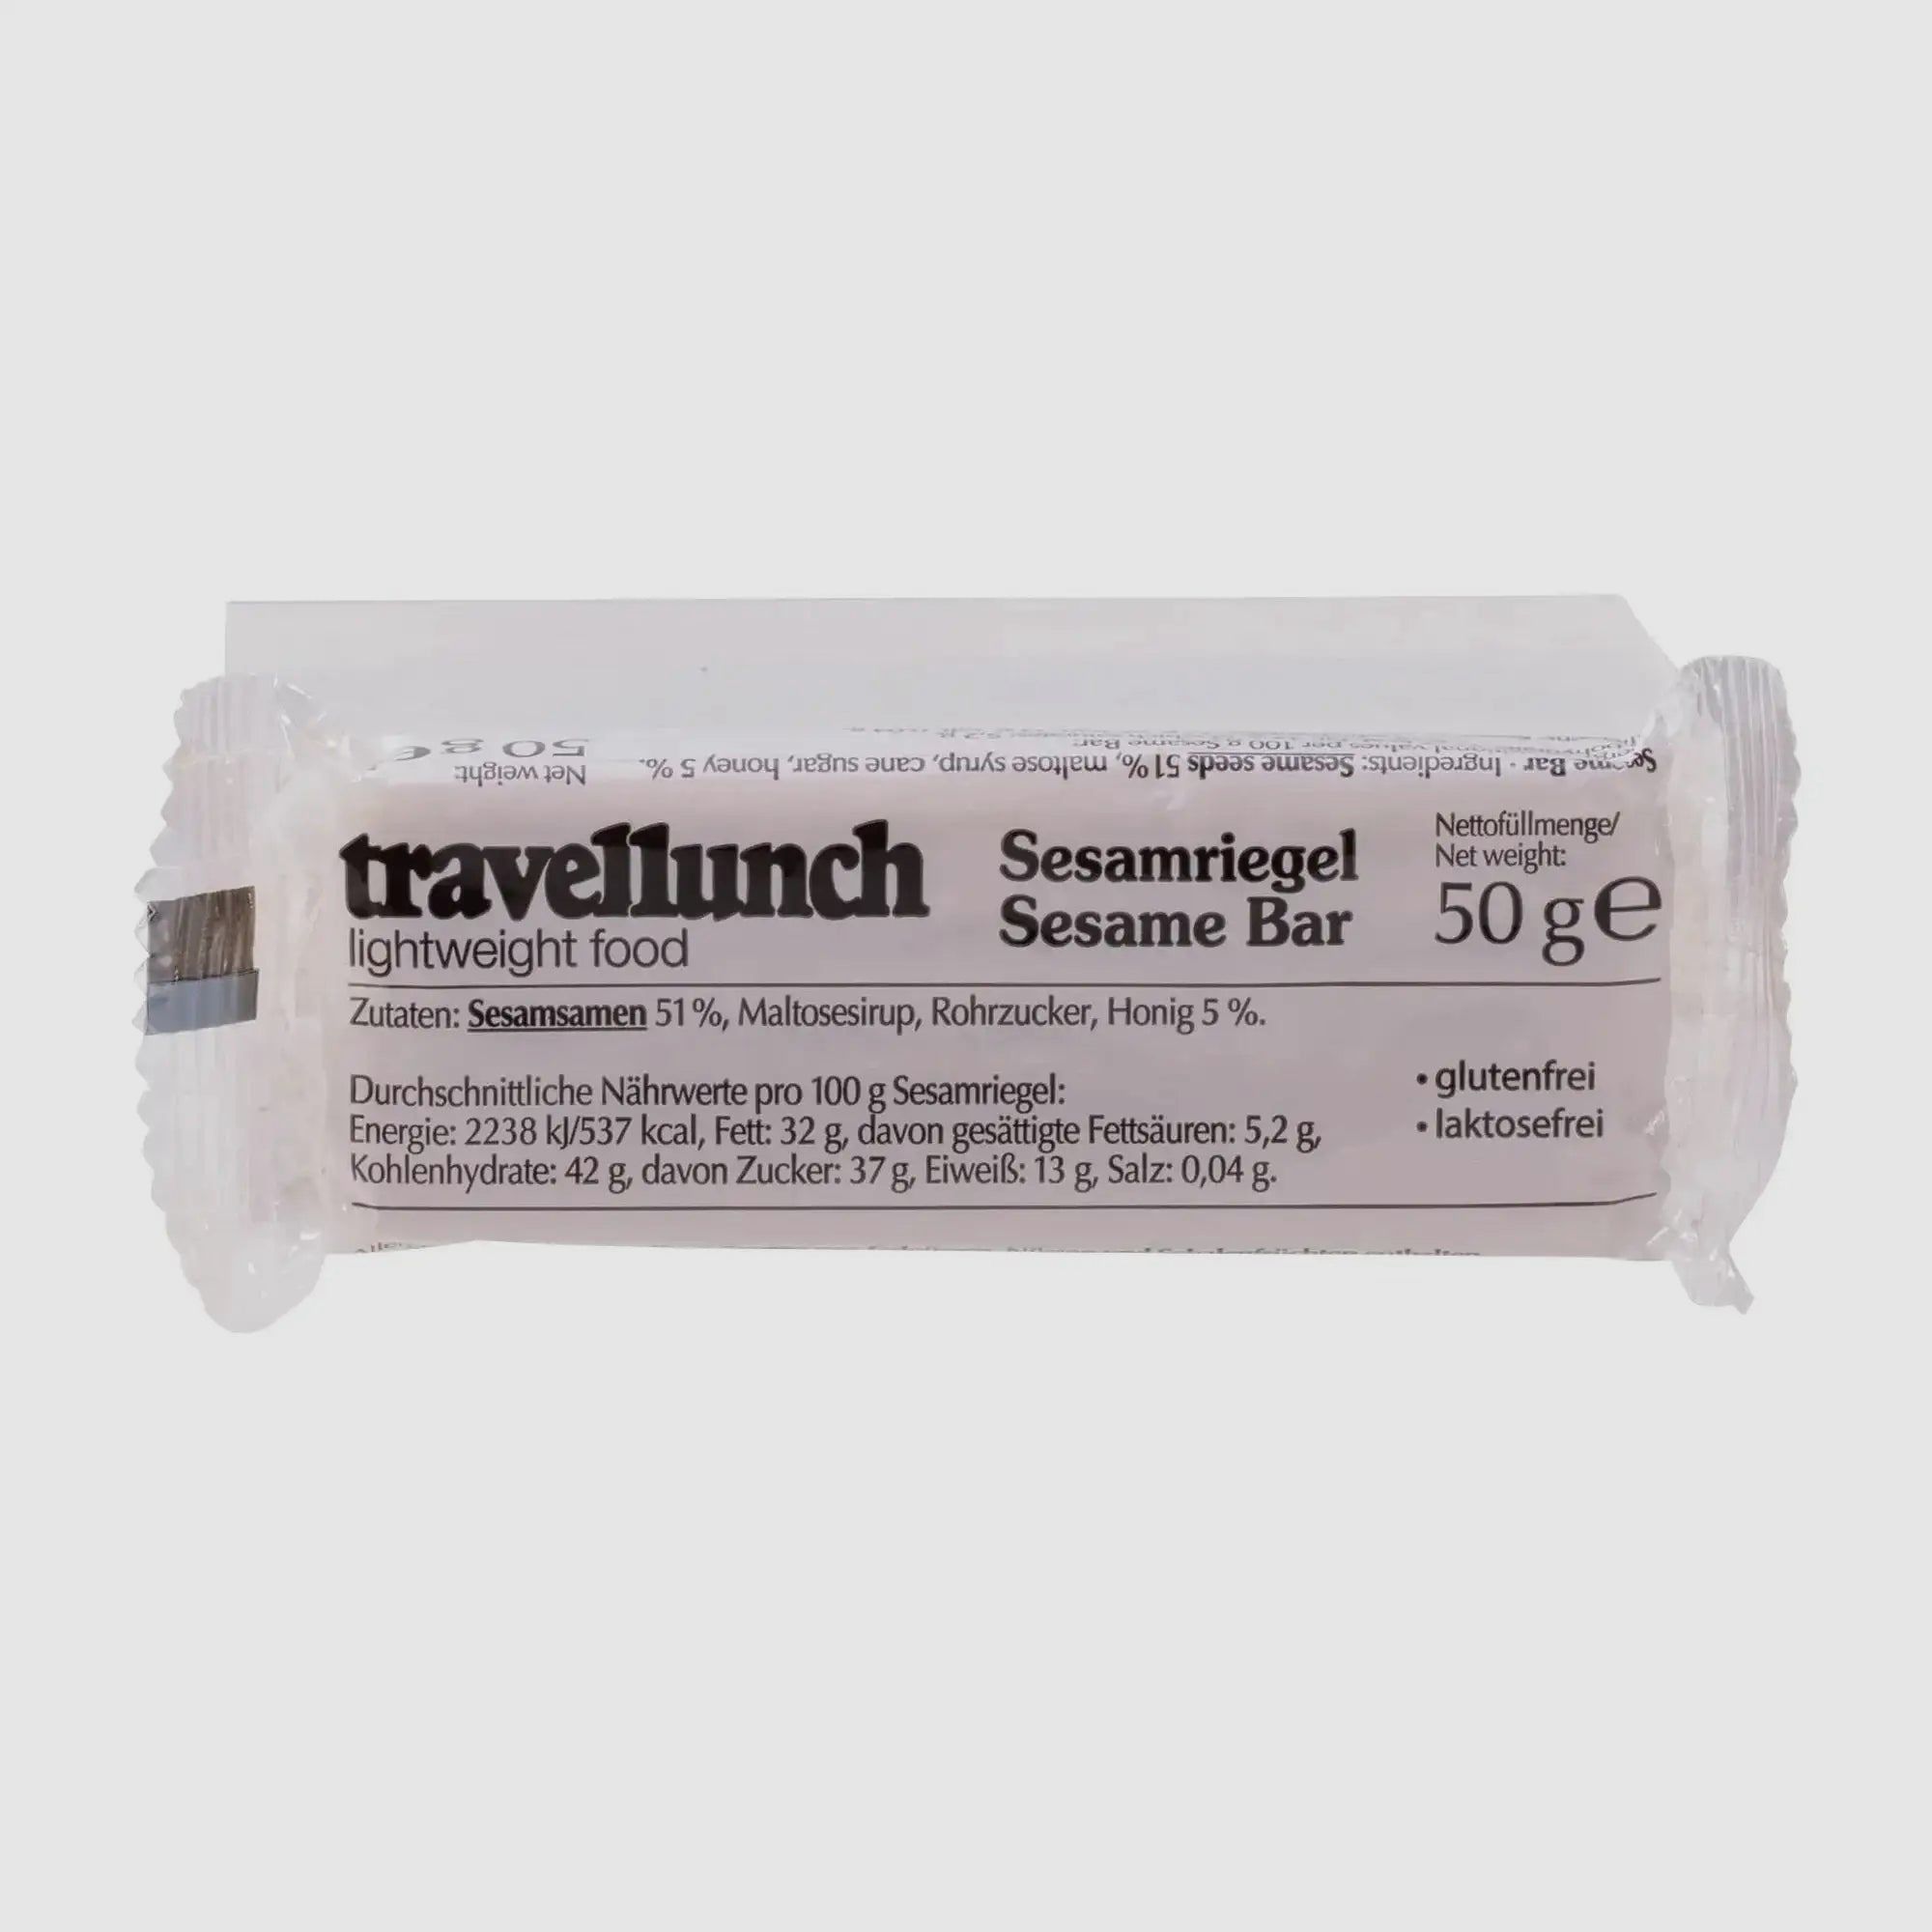 Net weight:
50 g e
Sesame Bar · Ingredients: Sesame seeds 51 %, maltose syrup, cane sugar, honey 5 %.
travellunch
lightweight food
Sesamriegel
Sesame Bar
Nettofüllmenge/
Net weight:
50 g e
Zutaten: Sesamsamen 51 %, Maltosesirup, Rohrzucker, Honig 5 %.
Durchschnittliche Nährwerte pro 100 g Sesamriegel:
Energie: 2238 kJ/537 kcal, Fett: 32 g, davon gesättigte Fettsäuren: 5,2 g,
Kohlenhydrate: 42 g, davon Zucker: 37 g, Eiweiß: 13 g, Salz: 0,04 g.
• glutenfrei
• laktosefrei